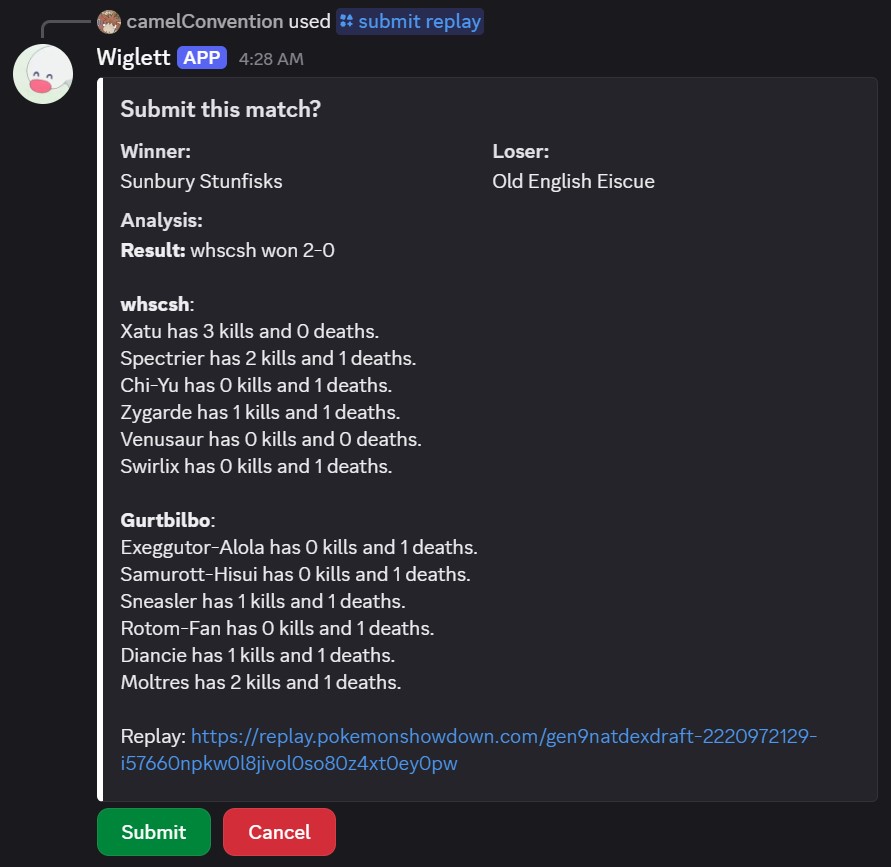 camelConvention used submit replay
Wiglett APP 4:28 AM
Submit this match?
Winner: Loser:
Sunbury Stunfisks Old English Eiscue
Analysis:
Result: whscsh won 2-0
whscsh:
Xatu has 3 kills and 0 deaths.
Spectrier has 2 kills and 1 deaths.
Chi-Yu has 0 kills and 1 deaths.
Zygarde has 1 kills and 1 deaths.
Venusaur has 0 kills and 0 deaths.
Swirlix has 0 kills and 1 deaths.
Gurtbilbo:
Exeggutor-Alola has 0 kills and 1 deaths.
Samurott-Hisui has 0 kills and 1 deaths.
Sneasler has 1 kills and 1 deaths.
Rotom-Fan has 0 kills and 1 deaths.
Diancie has 1 kills and 1 deaths.
Moltres has 2 kills and 1 deaths.
Replay: https://replay.pokemonshowdown.com/gen9natdexdraft-2220972129-
i57660npkw0l8jivol0so80z4xt0ey0pw
Submit Cancel